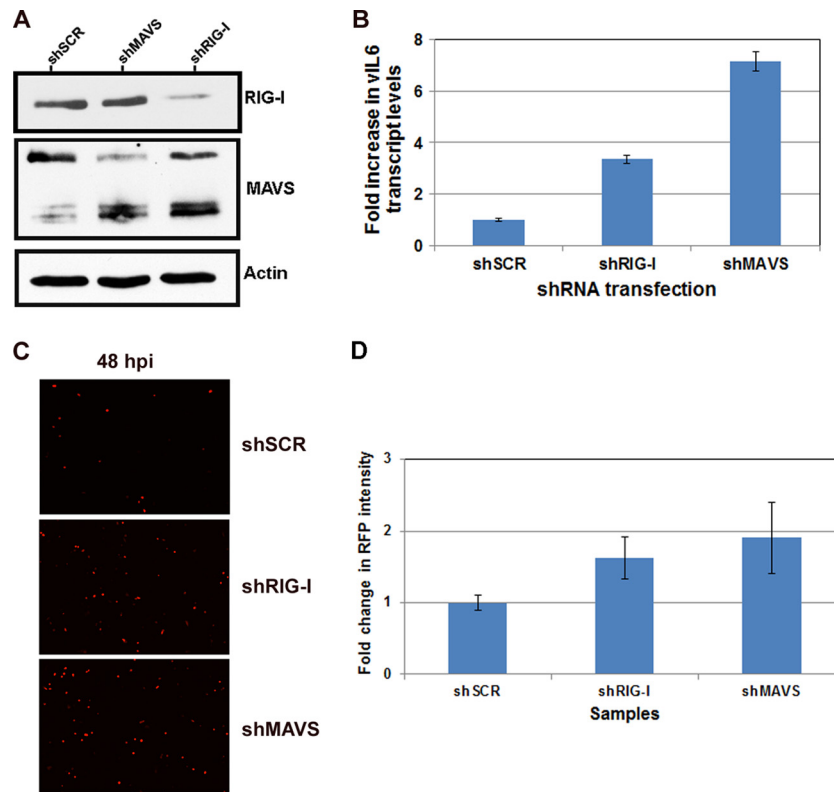 A
shSCR
shMAVS
shRIG-I
RIG-I
MAVS
Actin
B
Fold increase in vIL6
transcript levels
8
6
4
2
0
shSCR
shRIG-I
shMAVS
shRNA transfection
C
48 hpi
shSCR
shRIG-I
shMAVS
D
Fold change in RFP intensity
3
2
1
0
shSCR
shRIG-I
shMAVS
Samples